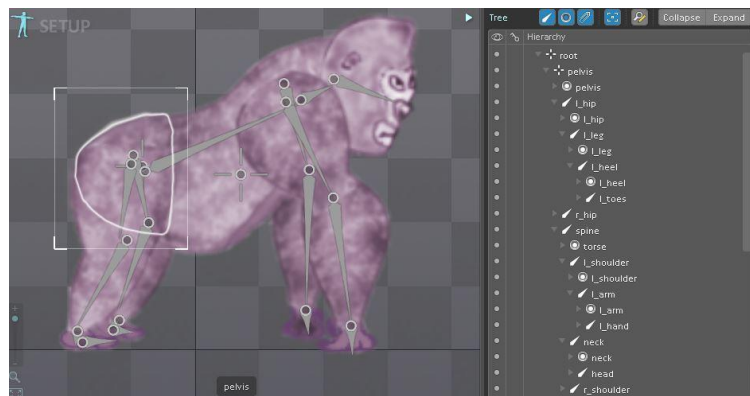 SETUP
pelvis
Tree
Collapse Expand
Hierarchy
root
pelvis
pelvis
l_hip
l_hip
l_leg
l_leg
l_heel
l_heel
l_toes
r_hip
spine
torse
l_shoulder
l_shoulder
l_arm
l_arm
l_hand
neck
neck
head
r_shoulder